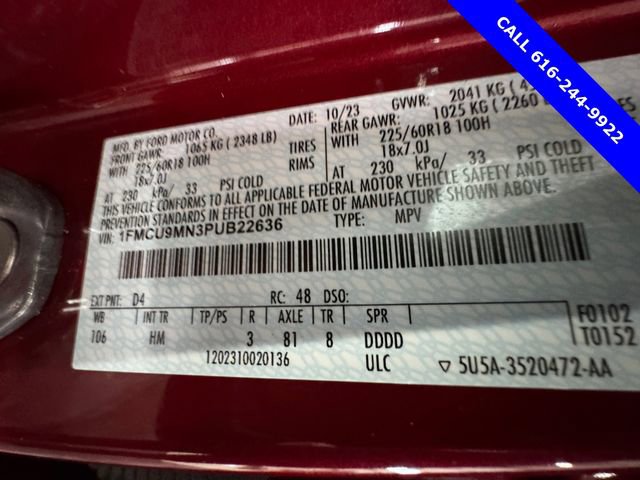 CALL 616-244-9922
MFD. BY FORD MOTOR CO.
DATE: 10/23 GVWR: 2041 KG (
FRONT GAWR: 1065 KG ( 2348 LB)
REAR GAWR: 1025 KG ( 2260
WITH 225/60R18 100H TIRES WITH 225/60R18 100H
18x7.0J RIMS 18x7.0J
AT 230 kPa/ 33 PSI COLD AT 230 kPa/ 33 PSI COLD
THIS VEHICLE CONFORMS TO ALL APPLICABLE FEDERAL MOTOR VEHICLE SAFETY AND THEFT
PREVENTION STANDARDS IN EFFECT ON THE DATE OF MANUFACTURE SHOWN ABOVE.
VIN: 1FMCU9MN3PUB22636 TYPE: MPV
EXT PNT: D4 RC: 48 DSO:
WB INT TR TP/PS R AXLE TR SPR
106 HM 3 81 8 DDDD
F0102
T0152
1202310020136 ULC ▽ 5U5A-3520472-AA